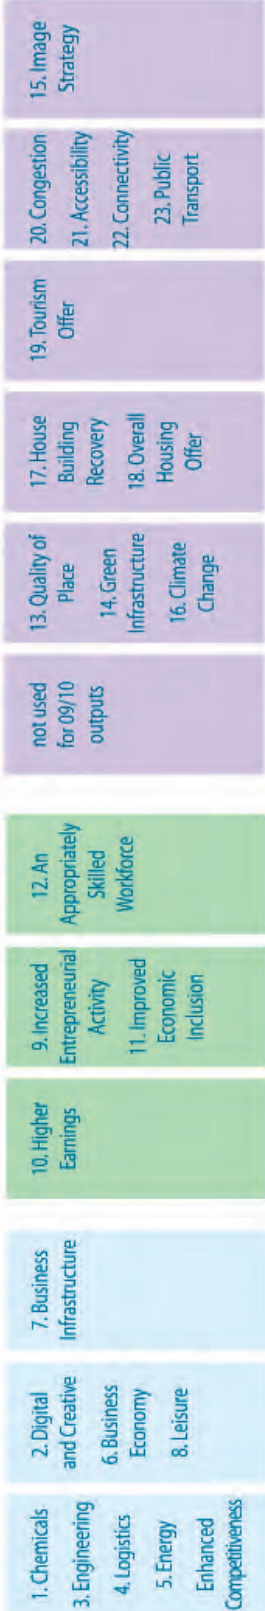 1. Chemicals
3. Engineering
4. Logistics
5. Energy
Enhanced
Competitiveness
2. Digital
and Creative
6. Business
Economy
8. Leisure
7. Business
Infrastructure
10. Higher
Earnings
9. Increased
Entrepreneurial
Activity
11. Improved
Economic
Inclusion
12. An
Appropriately
Skilled
Workforce
not used
for 09/10
outputs
13. Quality of
Place
14. Green
Infrastructure
16. Climate
Change
17. House
Building
Recovery
18. Overall
Housing
Offer
19. Tourism
Offer
20. Congestion
21. Accessibility
22. Connectivity
23. Public
Transport
15. Image
Strategy